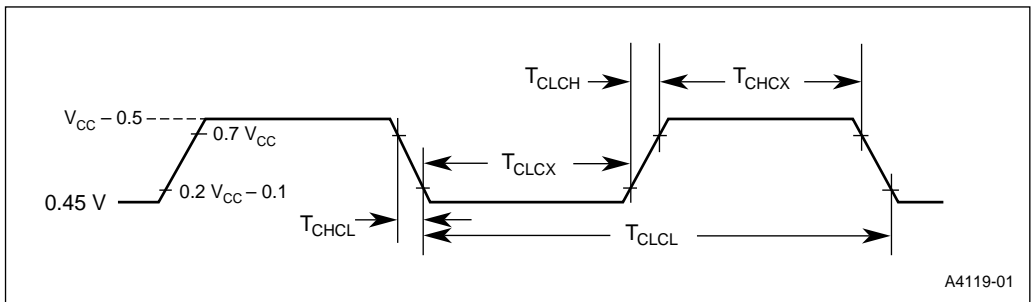 T_CLCH
T_CHCX
V_CC – 0.5
0.7 V_CC
T_CLCX
0.2 V_CC – 0.1
0.45 V
T_CHCL
T_CLCL
A4119-01